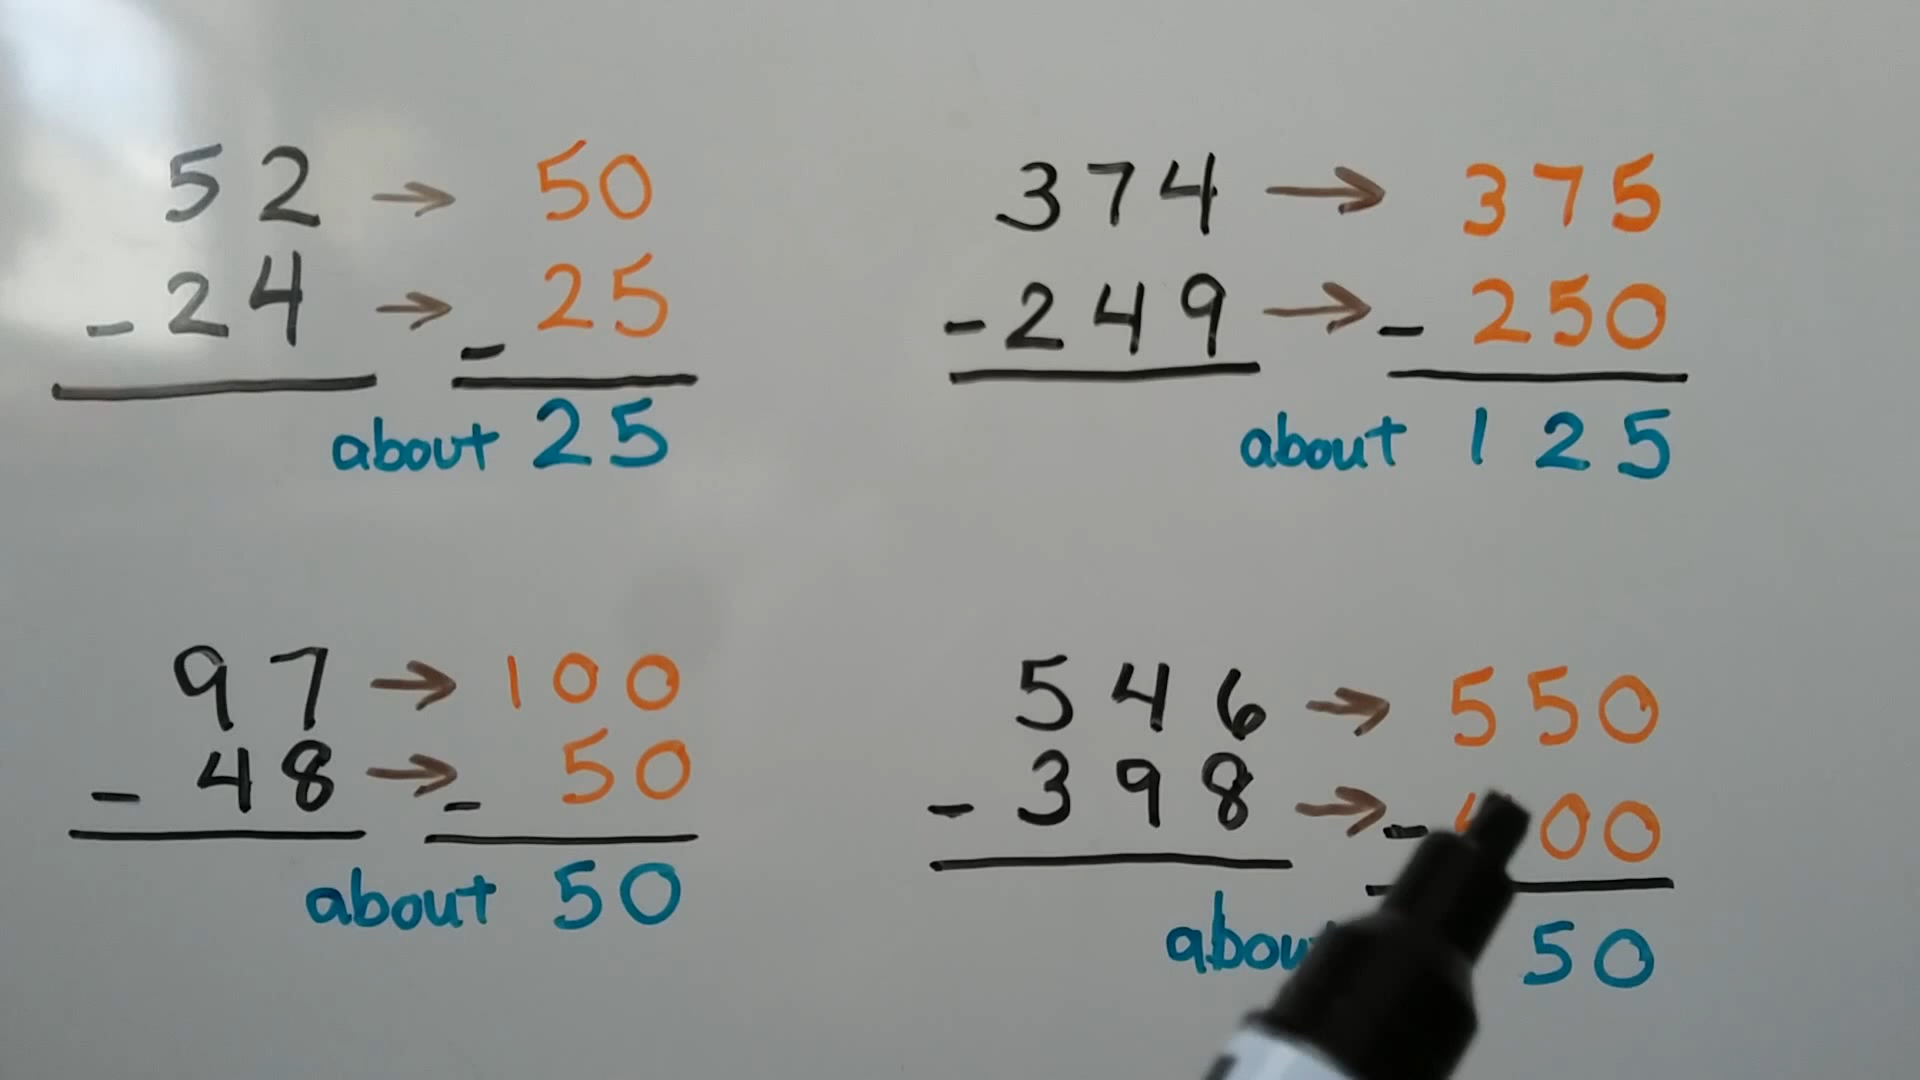 52 → 50
-24 → -25
about 25
374 → 375
-249 → -250
about 125
97 → 100
-48 → -50
about 50
546 → 550
-398 → - 00
50